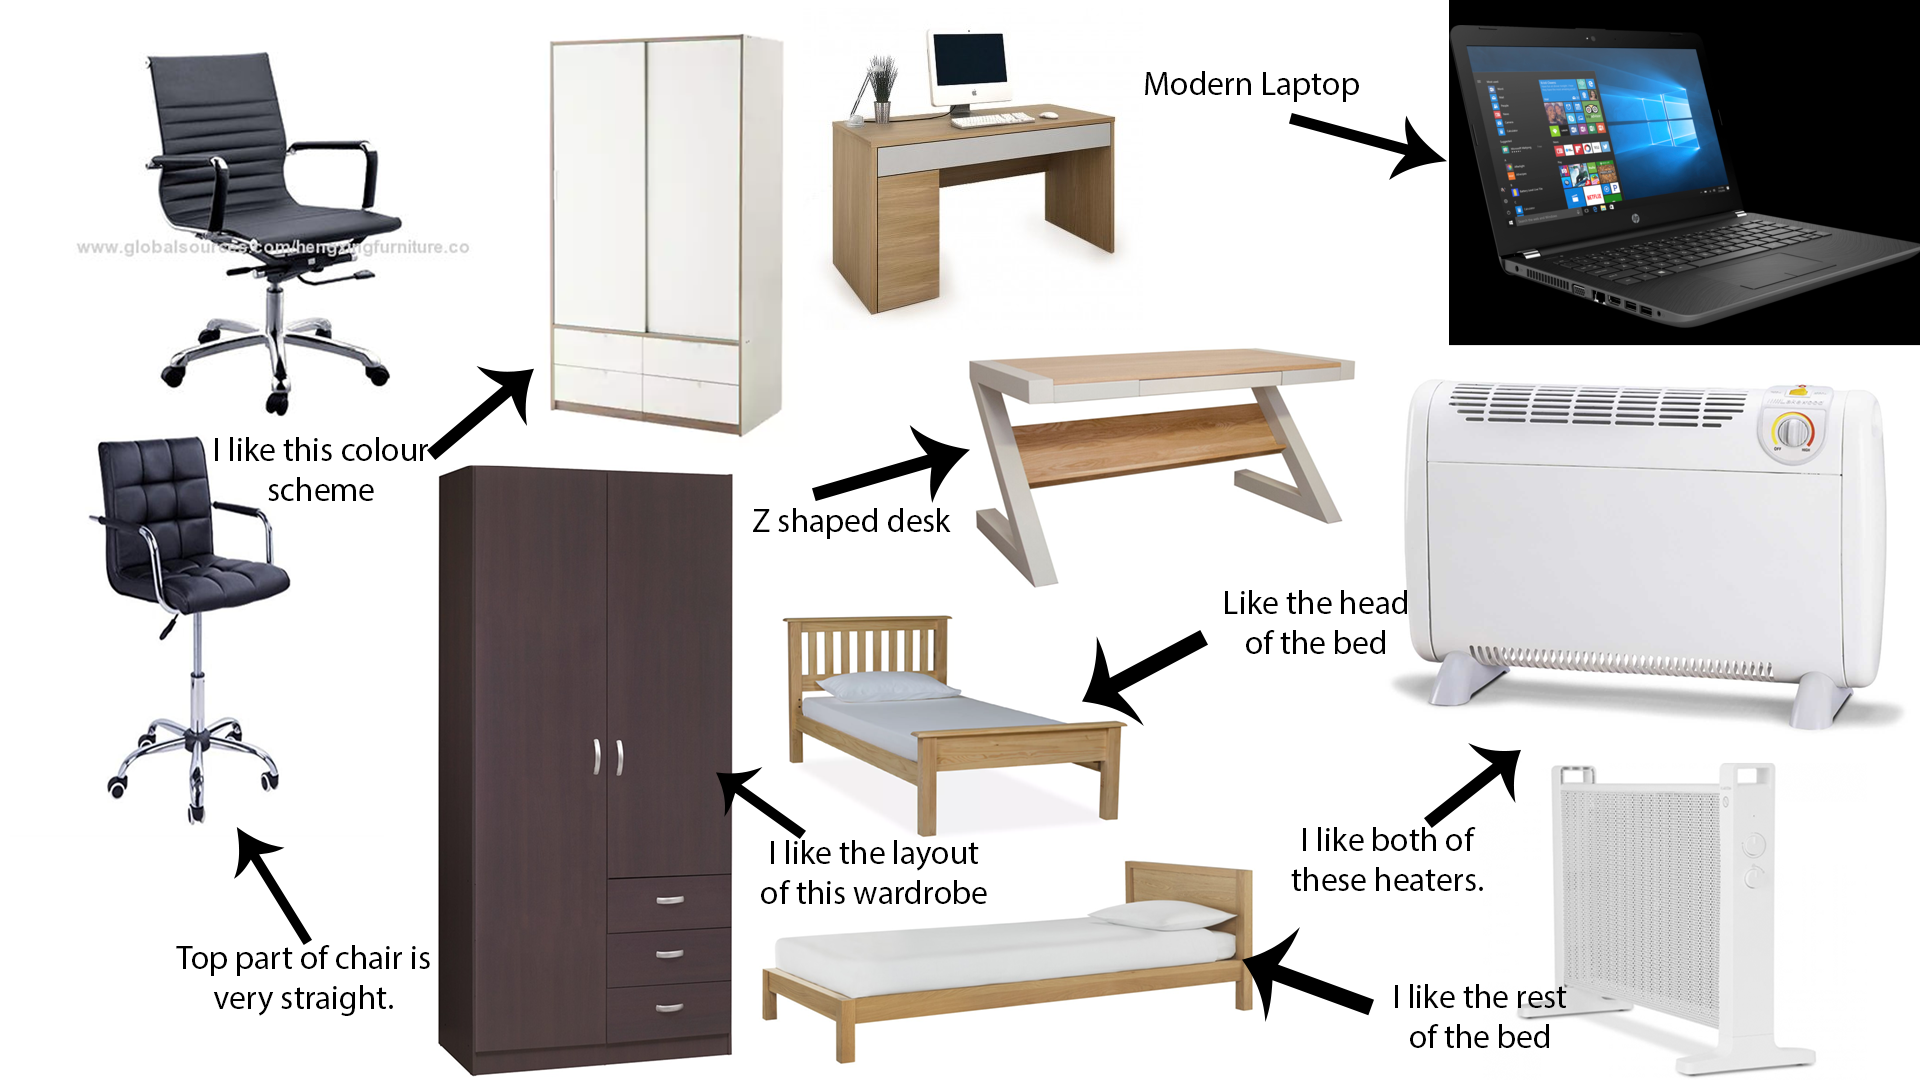 Modern Laptop
www.globalsources.com/hengxingfurniture.co
I like this colour
scheme
Z shaped desk
Like the head
of the bed
I like the layout
of this wardrobe
I like both of
these heaters.
Top part of chair is
very straight.
I like the rest
of the bed